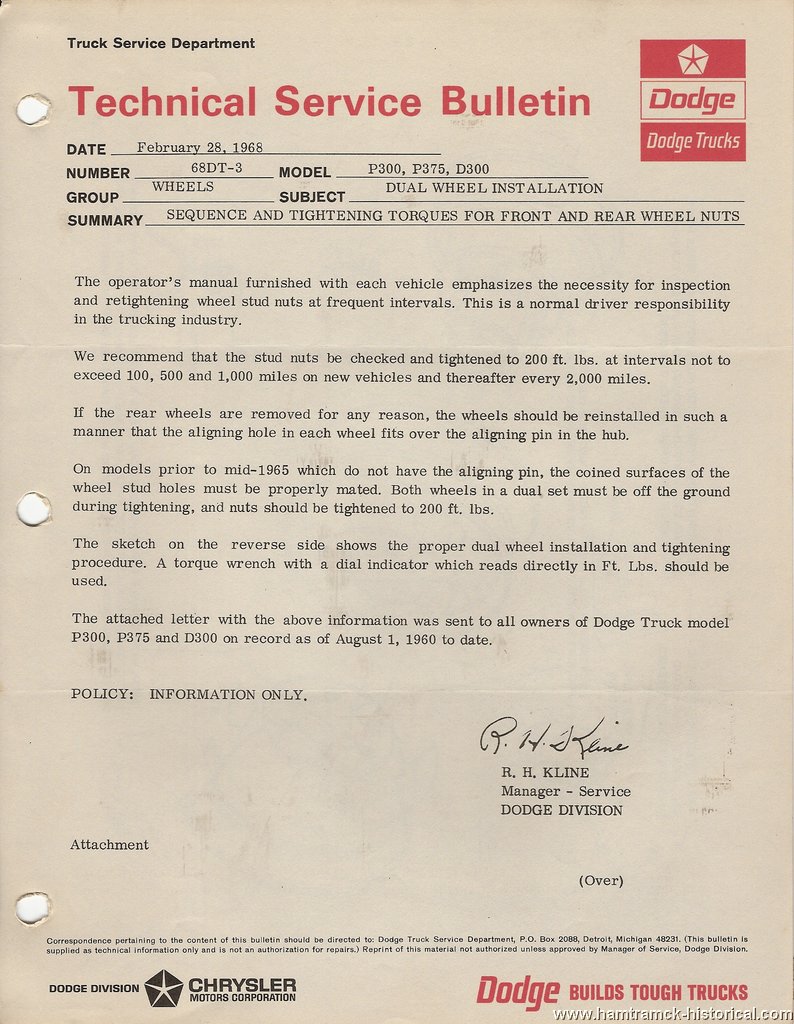 Truck Service Department
Technical Service Bulletin
Dodge
Dodge Trucks
DATE February 28, 1968
NUMBER 68DT-3 MODEL P300, P375, D300
GROUP WHEELS SUBJECT DUAL WHEEL INSTALLATION
SUMMARY SEQUENCE AND TIGHTENING TORQUES FOR FRONT AND REAR WHEEL NUTS
The operator's manual furnished with each vehicle emphasizes the necessity for inspection
and retightening wheel stud nuts at frequent intervals. This is a normal driver responsibility
in the trucking industry.
We recommend that the stud nuts be checked and tightened to 200 ft. lbs. at intervals not to
exceed 100, 500 and 1,000 miles on new vehicles and thereafter every 2,000 miles.
If the rear wheels are removed for any reason, the wheels should be reinstalled in such a
manner that the aligning hole in each wheel fits over the aligning pin in the hub.
On models prior to mid-1965 which do not have the aligning pin, the coined surfaces of the
wheel stud holes must be properly mated. Both wheels in a dual set must be off the ground
during tightening, and nuts should be tightened to 200 ft. lbs.
The sketch on the reverse side shows the proper dual wheel installation and tightening
procedure. A torque wrench with a dial indicator which reads directly in Ft. Lbs. should be
used.
The attached letter with the above information was sent to all owners of Dodge Truck model
P300, P375 and D300 on record as of August 1, 1960 to date.
POLICY: INFORMATION ONLY.
R. H. Kline
R. H. KLINE
Manager - Service
DODGE DIVISION
Attachment
(Over)
Correspondence pertaining to the content of this bulletin should be directed to: Dodge Truck Service Department, P.O. Box 2088, Detroit, Michigan 48231. (This bulletin is
supplied as technical information only and is not an authorization for repairs.) Reprint of this material not authorized unless approved by Manager of Service, Dodge Division.
DODGE DIVISION CHRYSLER
MOTORS CORPORATION
Dodge BUILDS TOUGH TRUCKS
www.hamtramck-historical.com